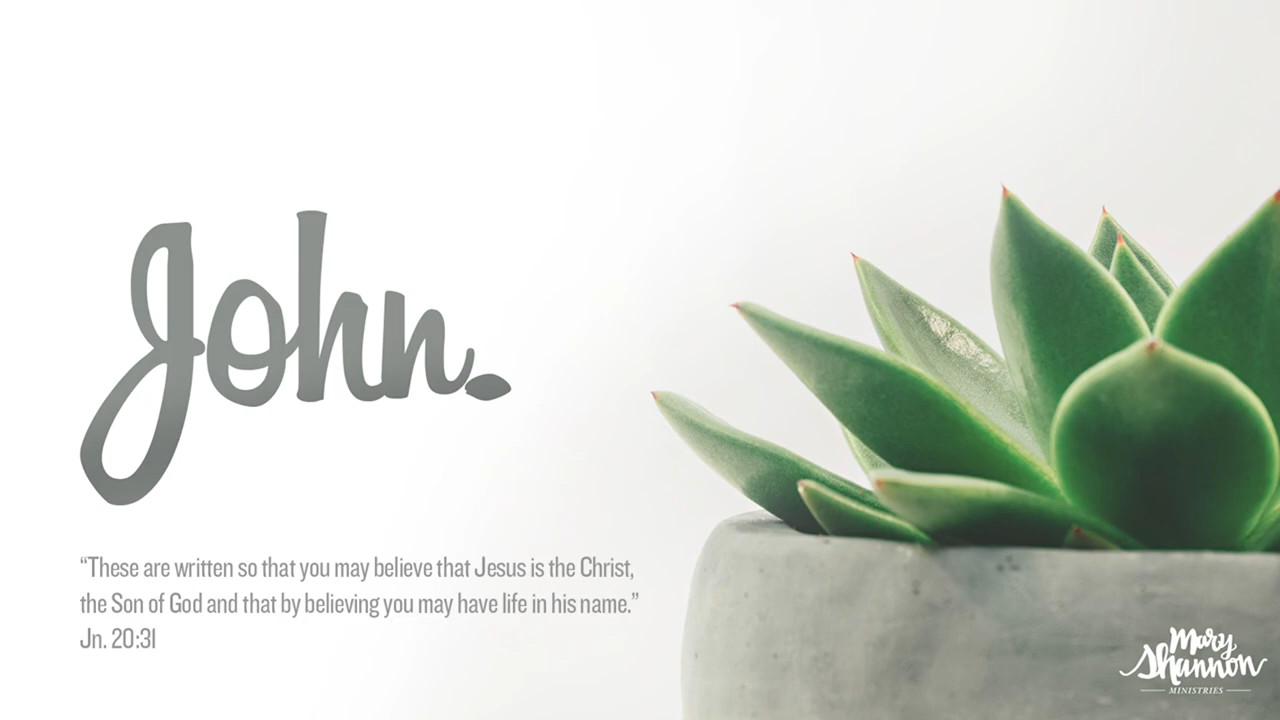 John.
“These are written so that you may believe that Jesus is the Christ,
the Son of God and that by believing you may have life in his name.”
Jn. 20:31
Mary
Shannon
MINISTRIES